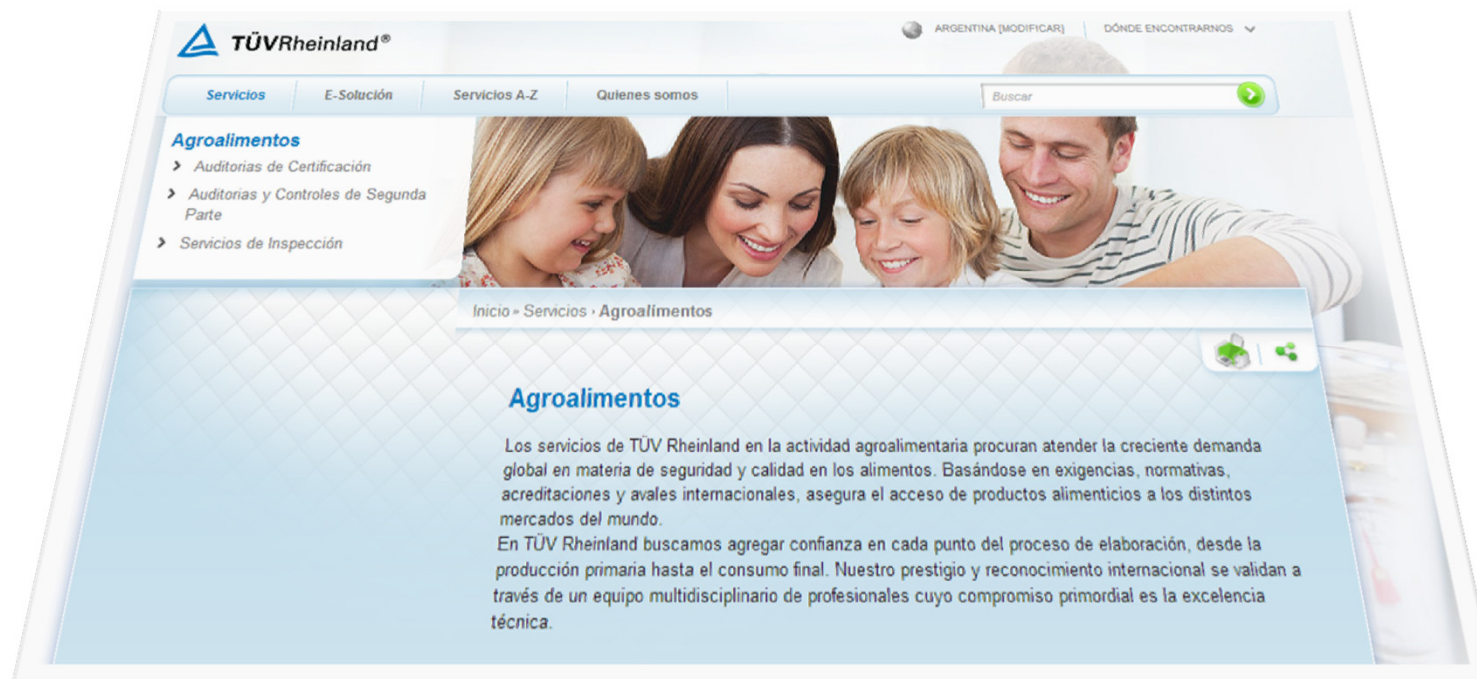 TÜVRheinland®
ARGENTINA [MODIFICAR]
DÓNDE ENCONTRARNOS
Servicios
E-Solución
Servicios A-Z
Quienes somos
Buscar
Agroalimentos
Auditorias de Certificación
Auditorias y Controles de Segunda
Parte
Servicios de Inspección
Inicio » Servicios › Agroalimentos
Agroalimentos
Los servicios de TÜV Rheinland en la actividad agroalimentaria procuran atender la creciente demanda
global en materia de seguridad y calidad en los alimentos. Basándose en exigencias, normativas,
acreditaciones y avales internacionales, asegura el acceso de productos alimenticios a los distintos
mercados del mundo.
En TÜV Rheinland buscamos agregar confianza en cada punto del proceso de elaboración, desde la
producción primaria hasta el consumo final. Nuestro prestigio y reconocimiento internacional se validan a
través de un equipo multidisciplinario de profesionales cuyo compromiso primordial es la excelencia
técnica.